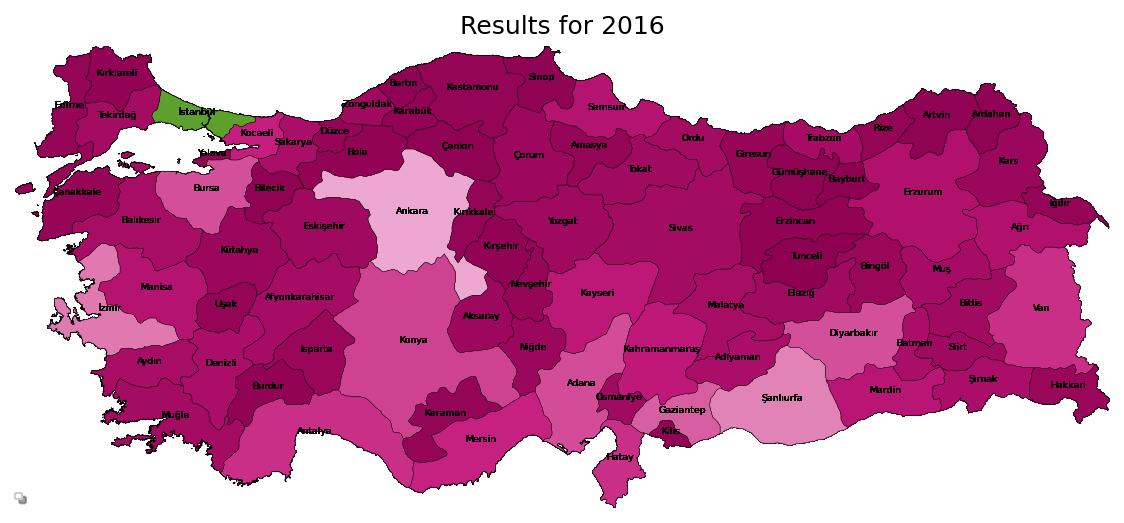 Results for 2016
Kırklareli
Edirne
Tekirdağ
İstanbul
Kocaeli
Yalova
Sakarya
Düzce
Zonguldak
Bartın
Karabük
Kastamonu
Sinop
Samsun
Ordu
Giresun
Trabzon
Rize
Artvin
Ardahan
Kars
Iğdır
Çanakkale
Balıkesir
Bursa
Bilecik
Bolu
Çankırı
Çorum
Amasya
Tokat
Gümüşhane
Bayburt
Erzurum
Ağrı
Kütahya
Eskişehir
Ankara
Kırıkkale
Yozgat
Sivas
Erzincan
Tunceli
Bingöl
Muş
Manisa
İzmir
Uşak
Afyonkarahisar
Kırşehir
Nevşehir
Kayseri
Malatya
Elazığ
Bitlis
Van
Aydın
Denizli
Isparta
Konya
Aksaray
Niğde
Kahramanmaraş
Adıyaman
Diyarbakır
Batman
Siirt
Şırnak
Hakkari
Muğla
Burdur
Antalya
Karaman
Mersin
Adana
Osmaniye
Gaziantep
Kilis
Hatay
Şanlıurfa
Mardin